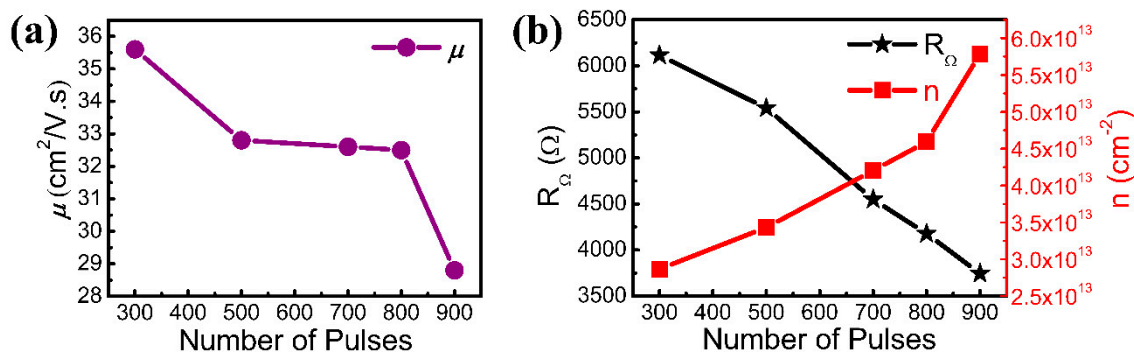 (a)
μ (cm²/V.s)
36
35
34
33
32
31
30
29
28
μ
300 400 500 600 700 800 900
Number of Pulses
(b)
R_Ω (Ω)
6500
6000
5500
5000
4500
4000
3500
R_Ω
n
6.0x10¹³
5.5x10¹³
5.0x10¹³
4.5x10¹³
4.0x10¹³
3.5x10¹³
3.0x10¹³
2.5x10¹³
n (cm⁻²)
300 400 500 600 700 800 900
Number of Pulses